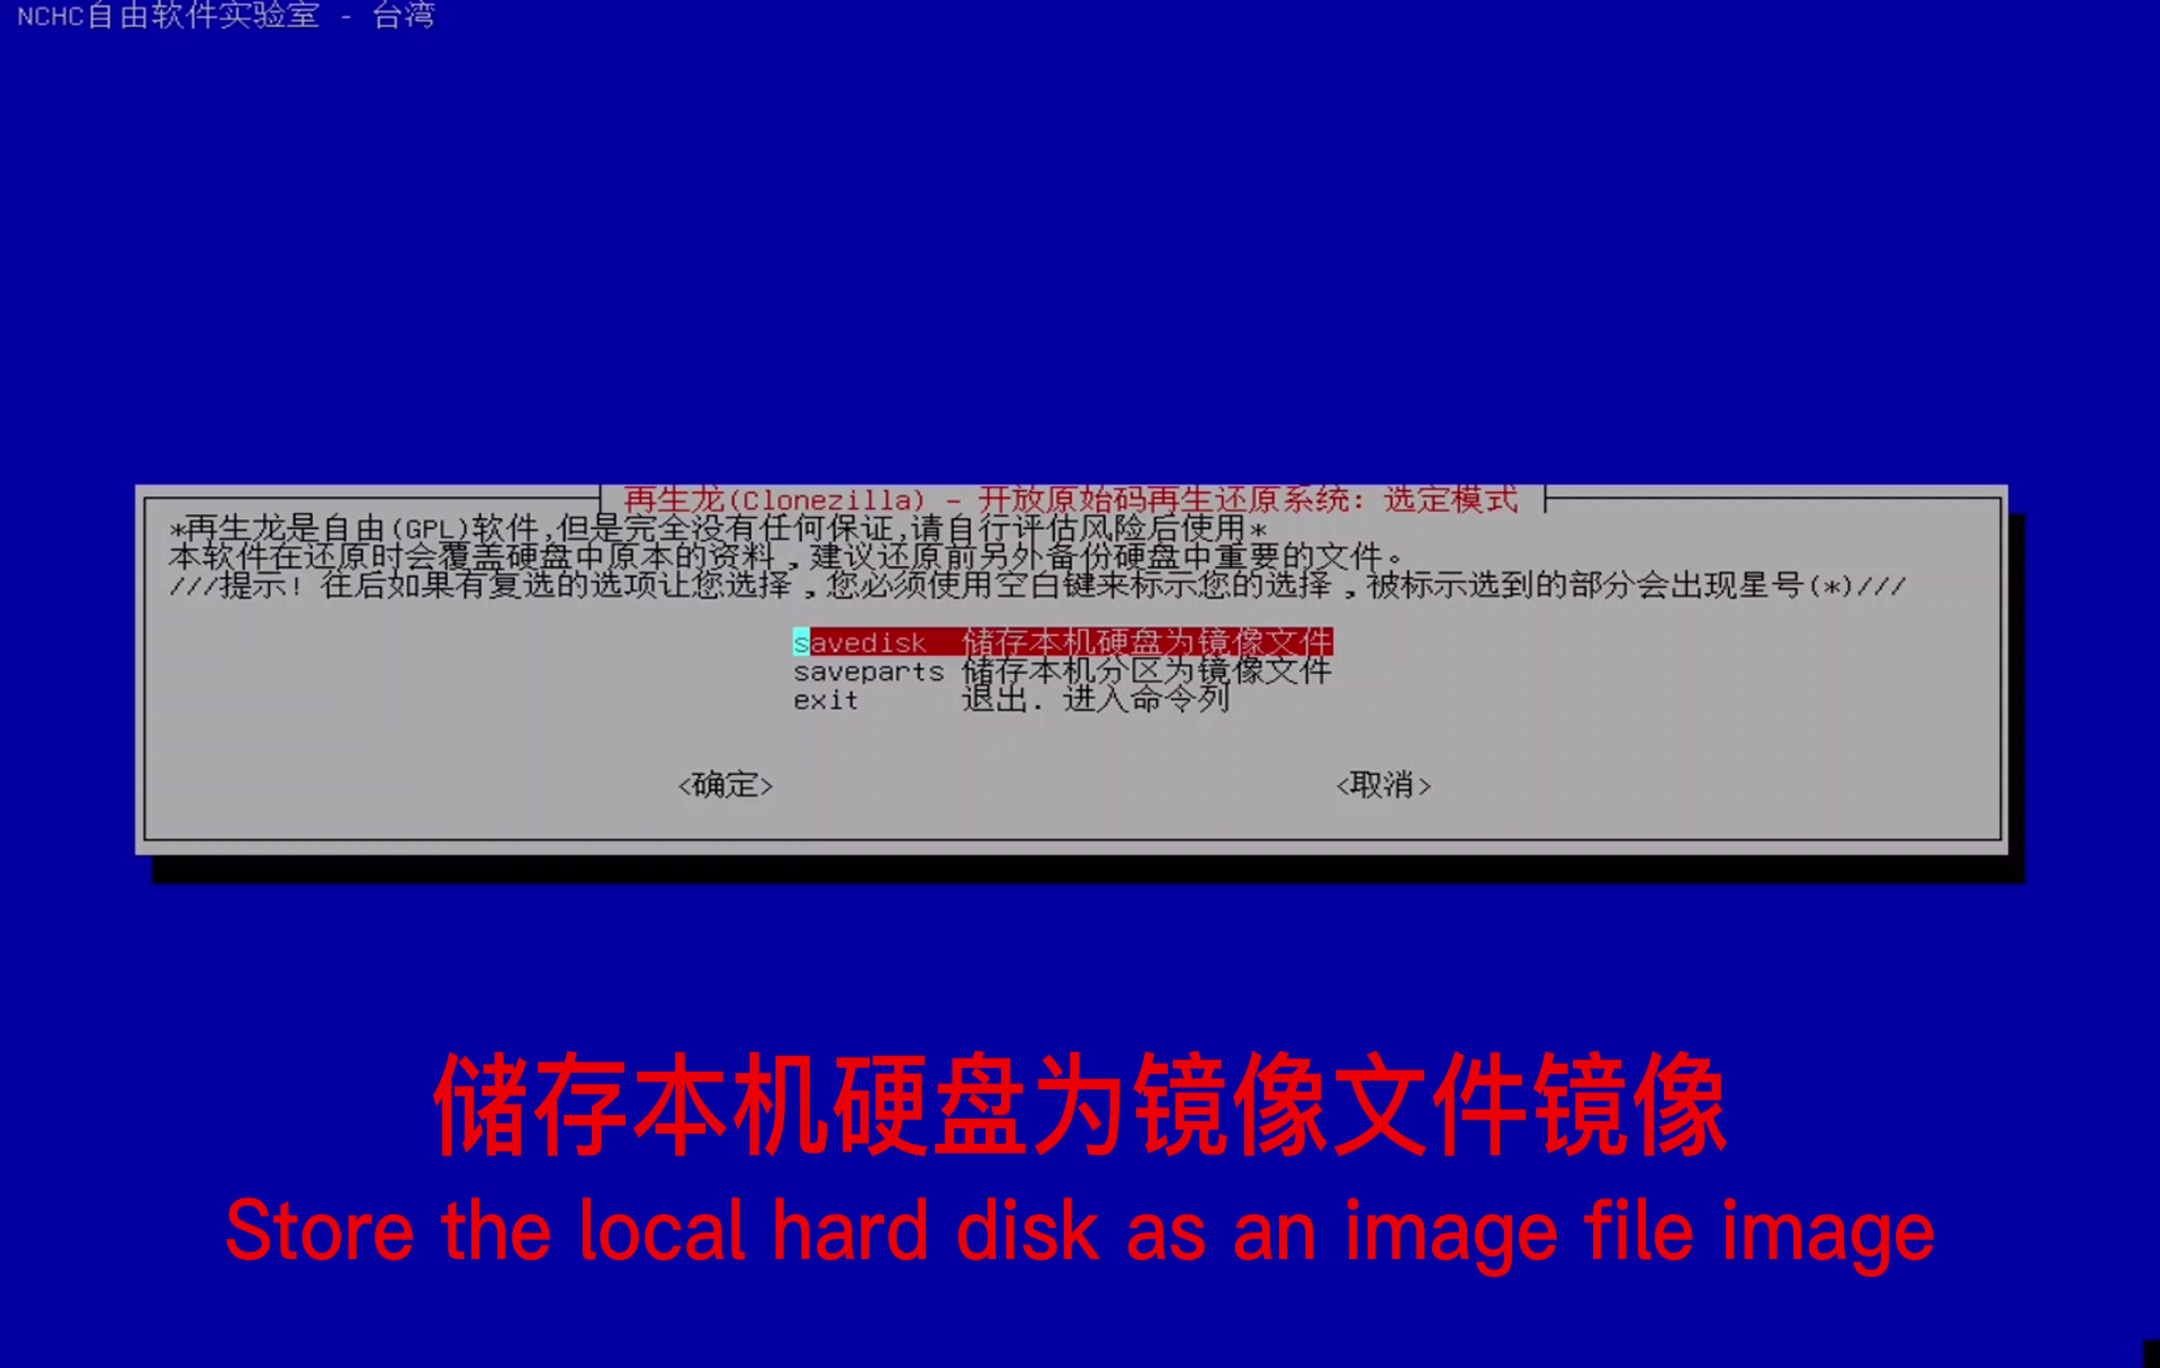 NCHC自由软件实验室 - 台湾
再生龙(Clonezilla) - 开放原始码再生还原系统: 选定模式
*再生龙是自由(GPL)软件,但是完全没有任何保证,请自行评估风险后使用*
本软件在还原时会覆盖硬盘中原本的资料，建议还原前另外备份硬盘中重要的文件。
///提示! 往后如果有复选的选项让您选择，您必须使用空白键来标示您的选择，被标示选到的部分会出现星号(*)///
savedisk 储存本机硬盘为镜像文件
saveparts 储存本机分区为镜像文件
exit 退出. 进入命令列
<确定> <取消>
储存本机硬盘为镜像文件镜像
Store the local hard disk as an image file image